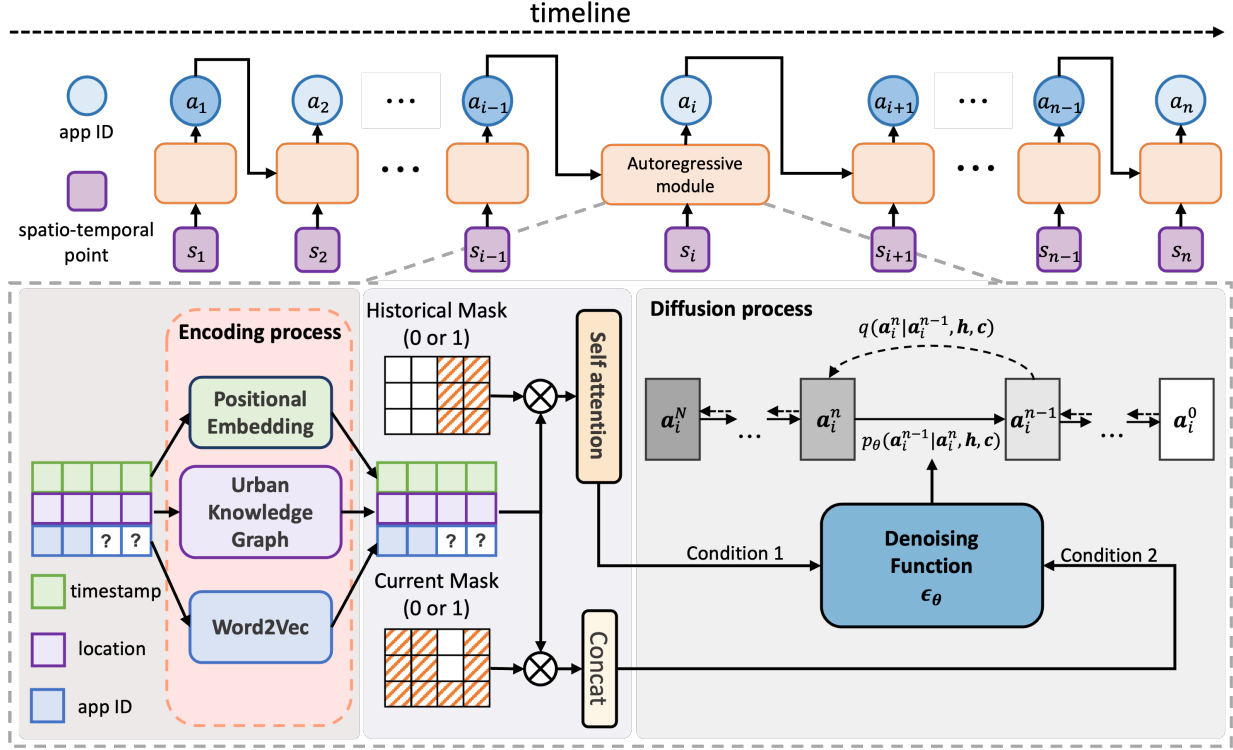 timeline
a₁
a₂
...
aᵢ₋₁
aᵢ
aᵢ₊₁
...
aₙ₋₁
aₙ
app ID
...
Autoregressive
module
...
spatio-temporal
point
s₁
s₂
sᵢ₋₁
sᵢ
sᵢ₊₁
sₙ₋₁
sₙ
Encoding process
Positional
Embedding
Urban
Knowledge
Graph
Word2Vec
? ?
timestamp
location
app ID
Historical Mask
(0 or 1)
? ?
Current Mask
(0 or 1)
Self attention
Concat
Diffusion process
q(aᵢⁿ|aᵢⁿ⁻¹, h, c)
aᵢᴺ
...
aᵢⁿ
aᵢⁿ⁻¹
...
aᵢ⁰
p_θ(aᵢⁿ⁻¹|aᵢⁿ, h, c)
Condition 1
Denoising
Function
ϵ_θ
Condition 2